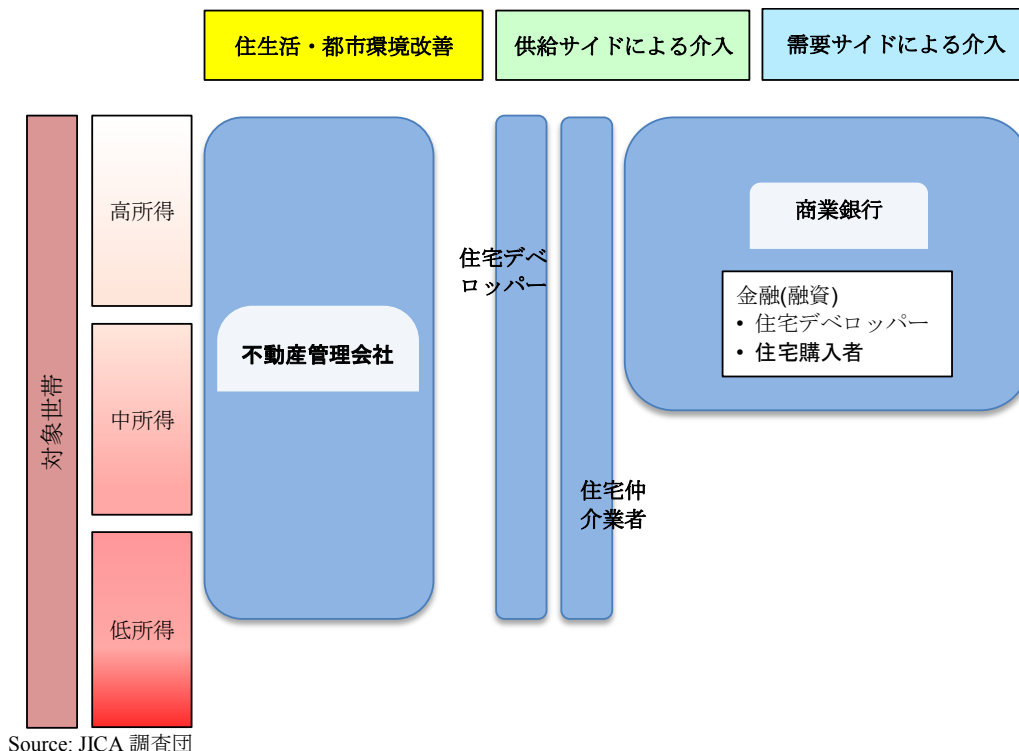 住生活・都市環境改善
供給サイドによる介入
需要サイドによる介入
対象世帯
高所得
中所得
低所得
不動産管理会社
住宅デベ
ロッパー
住宅仲
介業者
商業銀行
金融(融資)
• 住宅デベロッパー
• 住宅購入者
Source: JICA 調査団